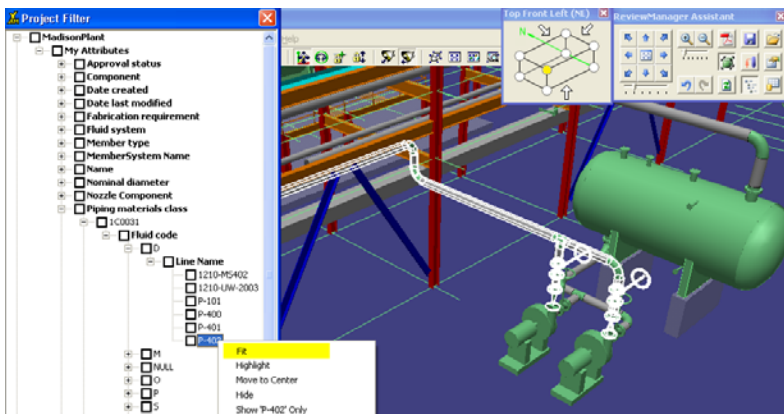 Project Filter
MadisonPlant
My Attributes
Approval status
Component
Date created
Date last modified
Fabrication requirement
Fluid system
Member type
MemberSystem Name
Name
Nominal diameter
Nozzle Component
Piping materials class
1C0031
Fluid code
D
Line Name
1210-MS402
1210-UW-2003
P-101
P-400
P-401
P-402
M
NULL
O
P
S
Fit
Highlight
Move to Center
Hide
Show 'P-402' Only
Help
Top Front Left (NL)
N
ReviewManager Assistant